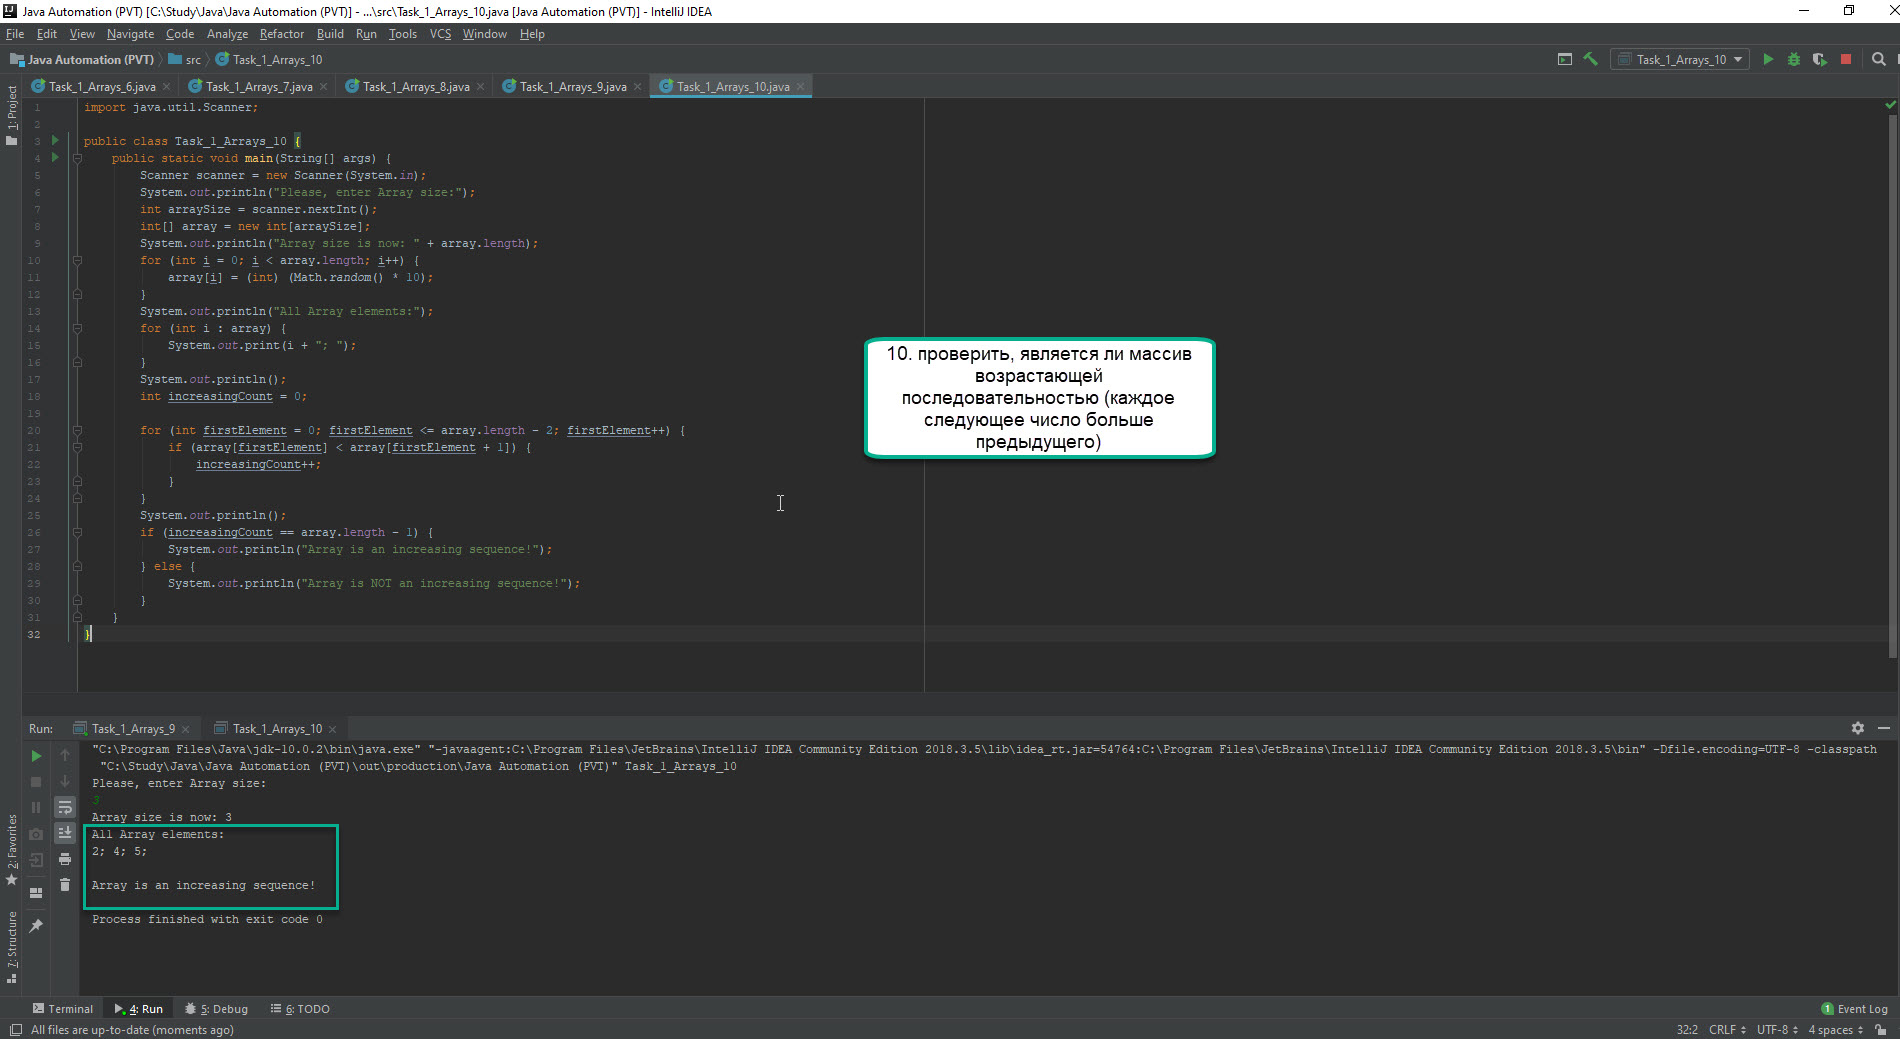 Java Automation (PVT) [C:\Study\Java\Java Automation (PVT)] - ...\src\Task_1_Arrays_10.java [Java Automation (PVT)] - IntelliJ IDEA
File Edit View Navigate Code Analyze Refactor Build Run Tools VCS Window Help
Java Automation (PVT) src Task_1_Arrays_10 Task_1_Arrays_10
Task_1_Arrays_6.java Task_1_Arrays_7.java Task_1_Arrays_8.java Task_1_Arrays_9.java Task_1_Arrays_10.java
1: Project
1 import java.util.Scanner;
2
3 public class Task_1_Arrays_10 {
4 public static void main(String[] args) {
5 Scanner scanner = new Scanner(System.in);
6 System.out.println("Please, enter Array size:");
7 int arraySize = scanner.nextInt();
8 int[] array = new int[arraySize];
9 System.out.println("Array size is now: " + array.length);
10 for (int i = 0; i < array.length; i++) {
11 array[i] = (int) (Math.random() * 10);
12 }
13 System.out.println("All Array elements:");
14 for (int i : array) {
15 System.out.print(i + "; ");
16 }
17 System.out.println();
18 int increasingCount = 0;
19
20 for (int firstElement = 0; firstElement <= array.length - 2; firstElement++) {
21 if (array[firstElement] < array[firstElement + 1]) {
22 increasingCount++;
23 }
24 }
25 System.out.println();
26 if (increasingCount == array.length - 1) {
27 System.out.println("Array is an increasing sequence!");
28 } else {
29 System.out.println("Array is NOT an increasing sequence!");
30 }
31 }
32 }
10. проверить, является ли массив
возрастающей
последовательностью (каждое
следующее число больше
предыдущего)
Run: Task_1_Arrays_9 Task_1_Arrays_10
"C:\Program Files\Java\jdk-10.0.2\bin\java.exe" "-javaagent:C:\Program Files\JetBrains\IntelliJ IDEA Community Edition 2018.3.5\lib\idea_rt.jar=54764:C:\Program Files\JetBrains\IntelliJ IDEA Community Edition 2018.3.5\bin" -Dfile.encoding=UTF-8 -classpath
"C:\Study\Java\Java Automation (PVT)\out\production\Java Automation (PVT)" Task_1_Arrays_10
Please, enter Array size:
3
Array size is now: 3
All Array elements:
2; 4; 5;
Array is an increasing sequence!
Process finished with exit code 0
2: Favorites
7: Structure
Terminal 4: Run 5: Debug 6: TODO 1 Event Log
All files are up-to-date (moments ago) 32:2 CRLF UTF-8 4 spaces